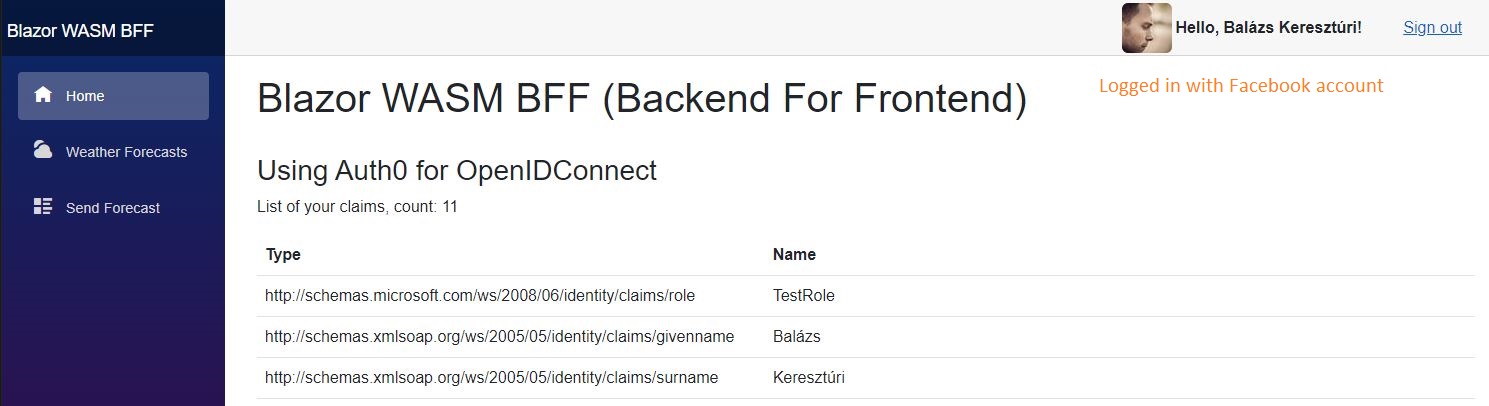 Blazor WASM BFF
Hello, Balázs Keresztúri!
Sign out
Home
Weather Forecasts
Send Forecast
Blazor WASM BFF (Backend For Frontend)
Logged in with Facebook account
Using Auth0 for OpenIDConnect
List of your claims, count: 11
Type Name
http://schemas.microsoft.com/ws/2008/06/identity/claims/role TestRole
http://schemas.xmlsoap.org/ws/2005/05/identity/claims/givenname Balázs
http://schemas.xmlsoap.org/ws/2005/05/identity/claims/surname Keresztúri